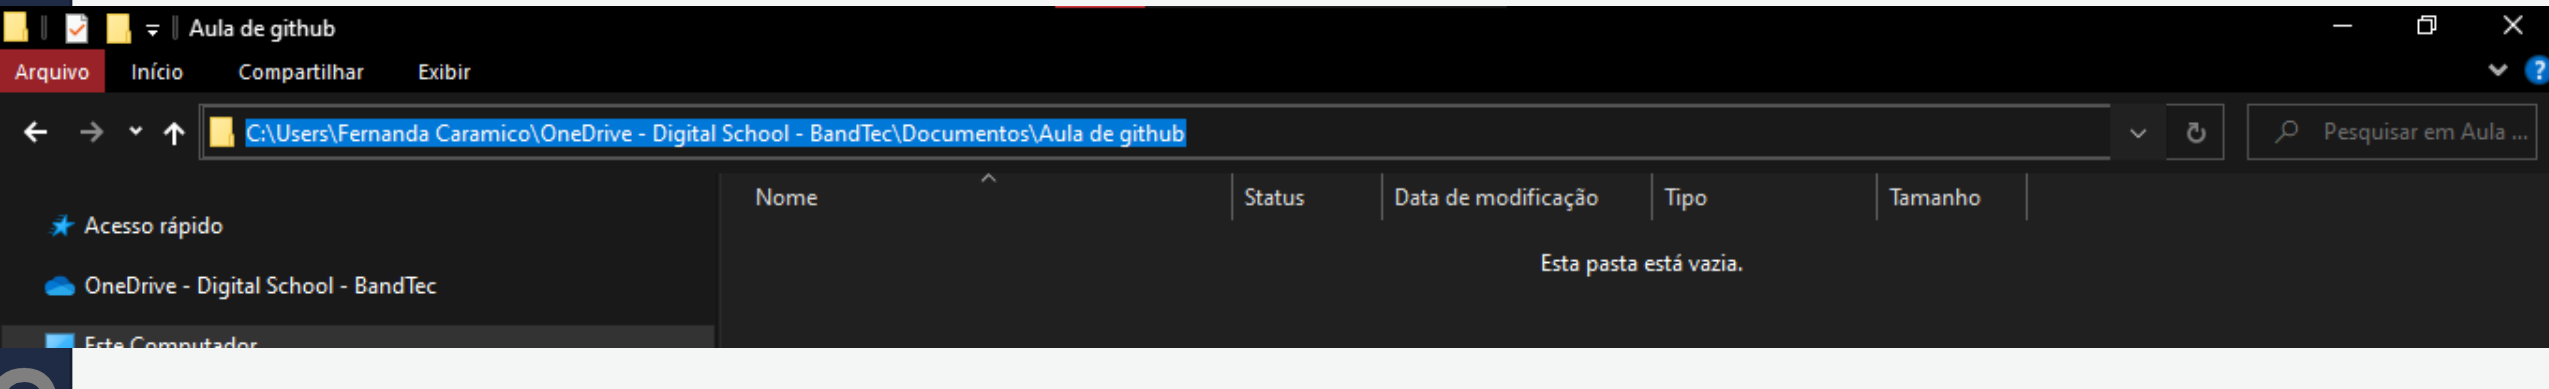 Aula de github
Arquivo Início Compartilhar Exibir
C:\Users\Fernanda Caramico\OneDrive - Digital School - BandTec\Documentos\Aula de github
Pesquisar em Aula ...
Nome Status Data de modificação Tipo Tamanho
Acesso rápido
Esta pasta está vazia.
OneDrive - Digital School - BandTec
Este Computador